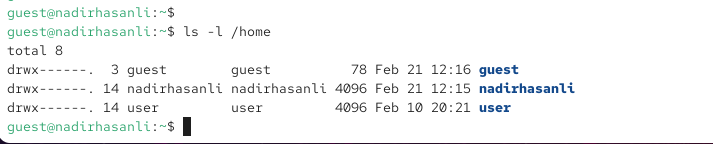 guest@nadirhasanli:~$
guest@nadirhasanli:~$ ls -l /home
total 8
drwx------.  3 guest       guest         78 Feb 21 12:16 guest
drwx------. 14 nadirhasanli nadirhasanli 4096 Feb 21 12:15 nadirhasanli
drwx------. 14 user        user        4096 Feb 10 20:21 user
guest@nadirhasanli:~$